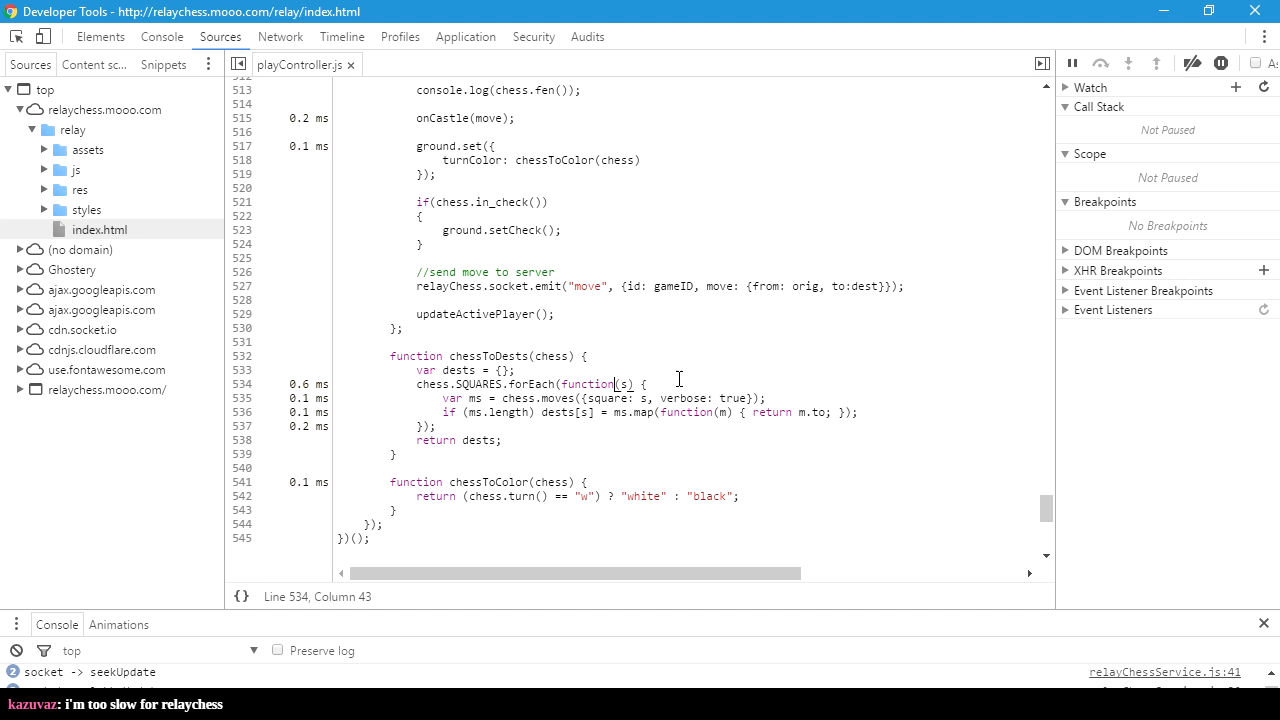 Developer Tools - http://relaychess.mooo.com/relay/index.html
Elements Console Sources Network Timeline Profiles Application Security Audits
Sources Content sc... Snippets
playController.js ×
As
top
relaychess.mooo.com
relay
assets
js
res
styles
index.html
(no domain)
Ghostery
ajax.googleapis.com
ajax.googleapis.com
cdn.socket.io
cdnjs.cloudflare.com
use.fontawesome.com
relaychess.mooo.com/
512
513 console.log(chess.fen());
514
515 0.2 ms onCastle(move);
516
517 0.1 ms ground.set({
518 turnColor: chessToColor(chess)
519 });
520
521 if(chess.in_check())
522 {
523 ground.setCheck();
524 }
525
526 //send move to server
527 relayChess.socket.emit("move", {id: gameID, move: {from: orig, to:dest}});
528
529 updateActivePlayer();
530 };
531
532 function chessToDests(chess) {
533 var dests = {};
534 0.6 ms chess.SQUARES.forEach(function(s) {
535 0.1 ms var ms = chess.moves({square: s, verbose: true});
536 0.1 ms if (ms.length) dests[s] = ms.map(function(m) { return m.to; });
537 0.2 ms });
538 return dests;
539 }
540
541 0.1 ms function chessToColor(chess) {
542 return (chess.turn() == "w") ? "white" : "black";
543 }
544 });
545 })();
{} Line 534, Column 43
Watch
Call Stack
Not Paused
Scope
Not Paused
Breakpoints
No Breakpoints
DOM Breakpoints
XHR Breakpoints
Event Listener Breakpoints
Event Listeners
Console Animations
top Preserve log
2 socket -> seekUpdate relayChessService.js:41
kazuvaz: i'm too slow for relaychess